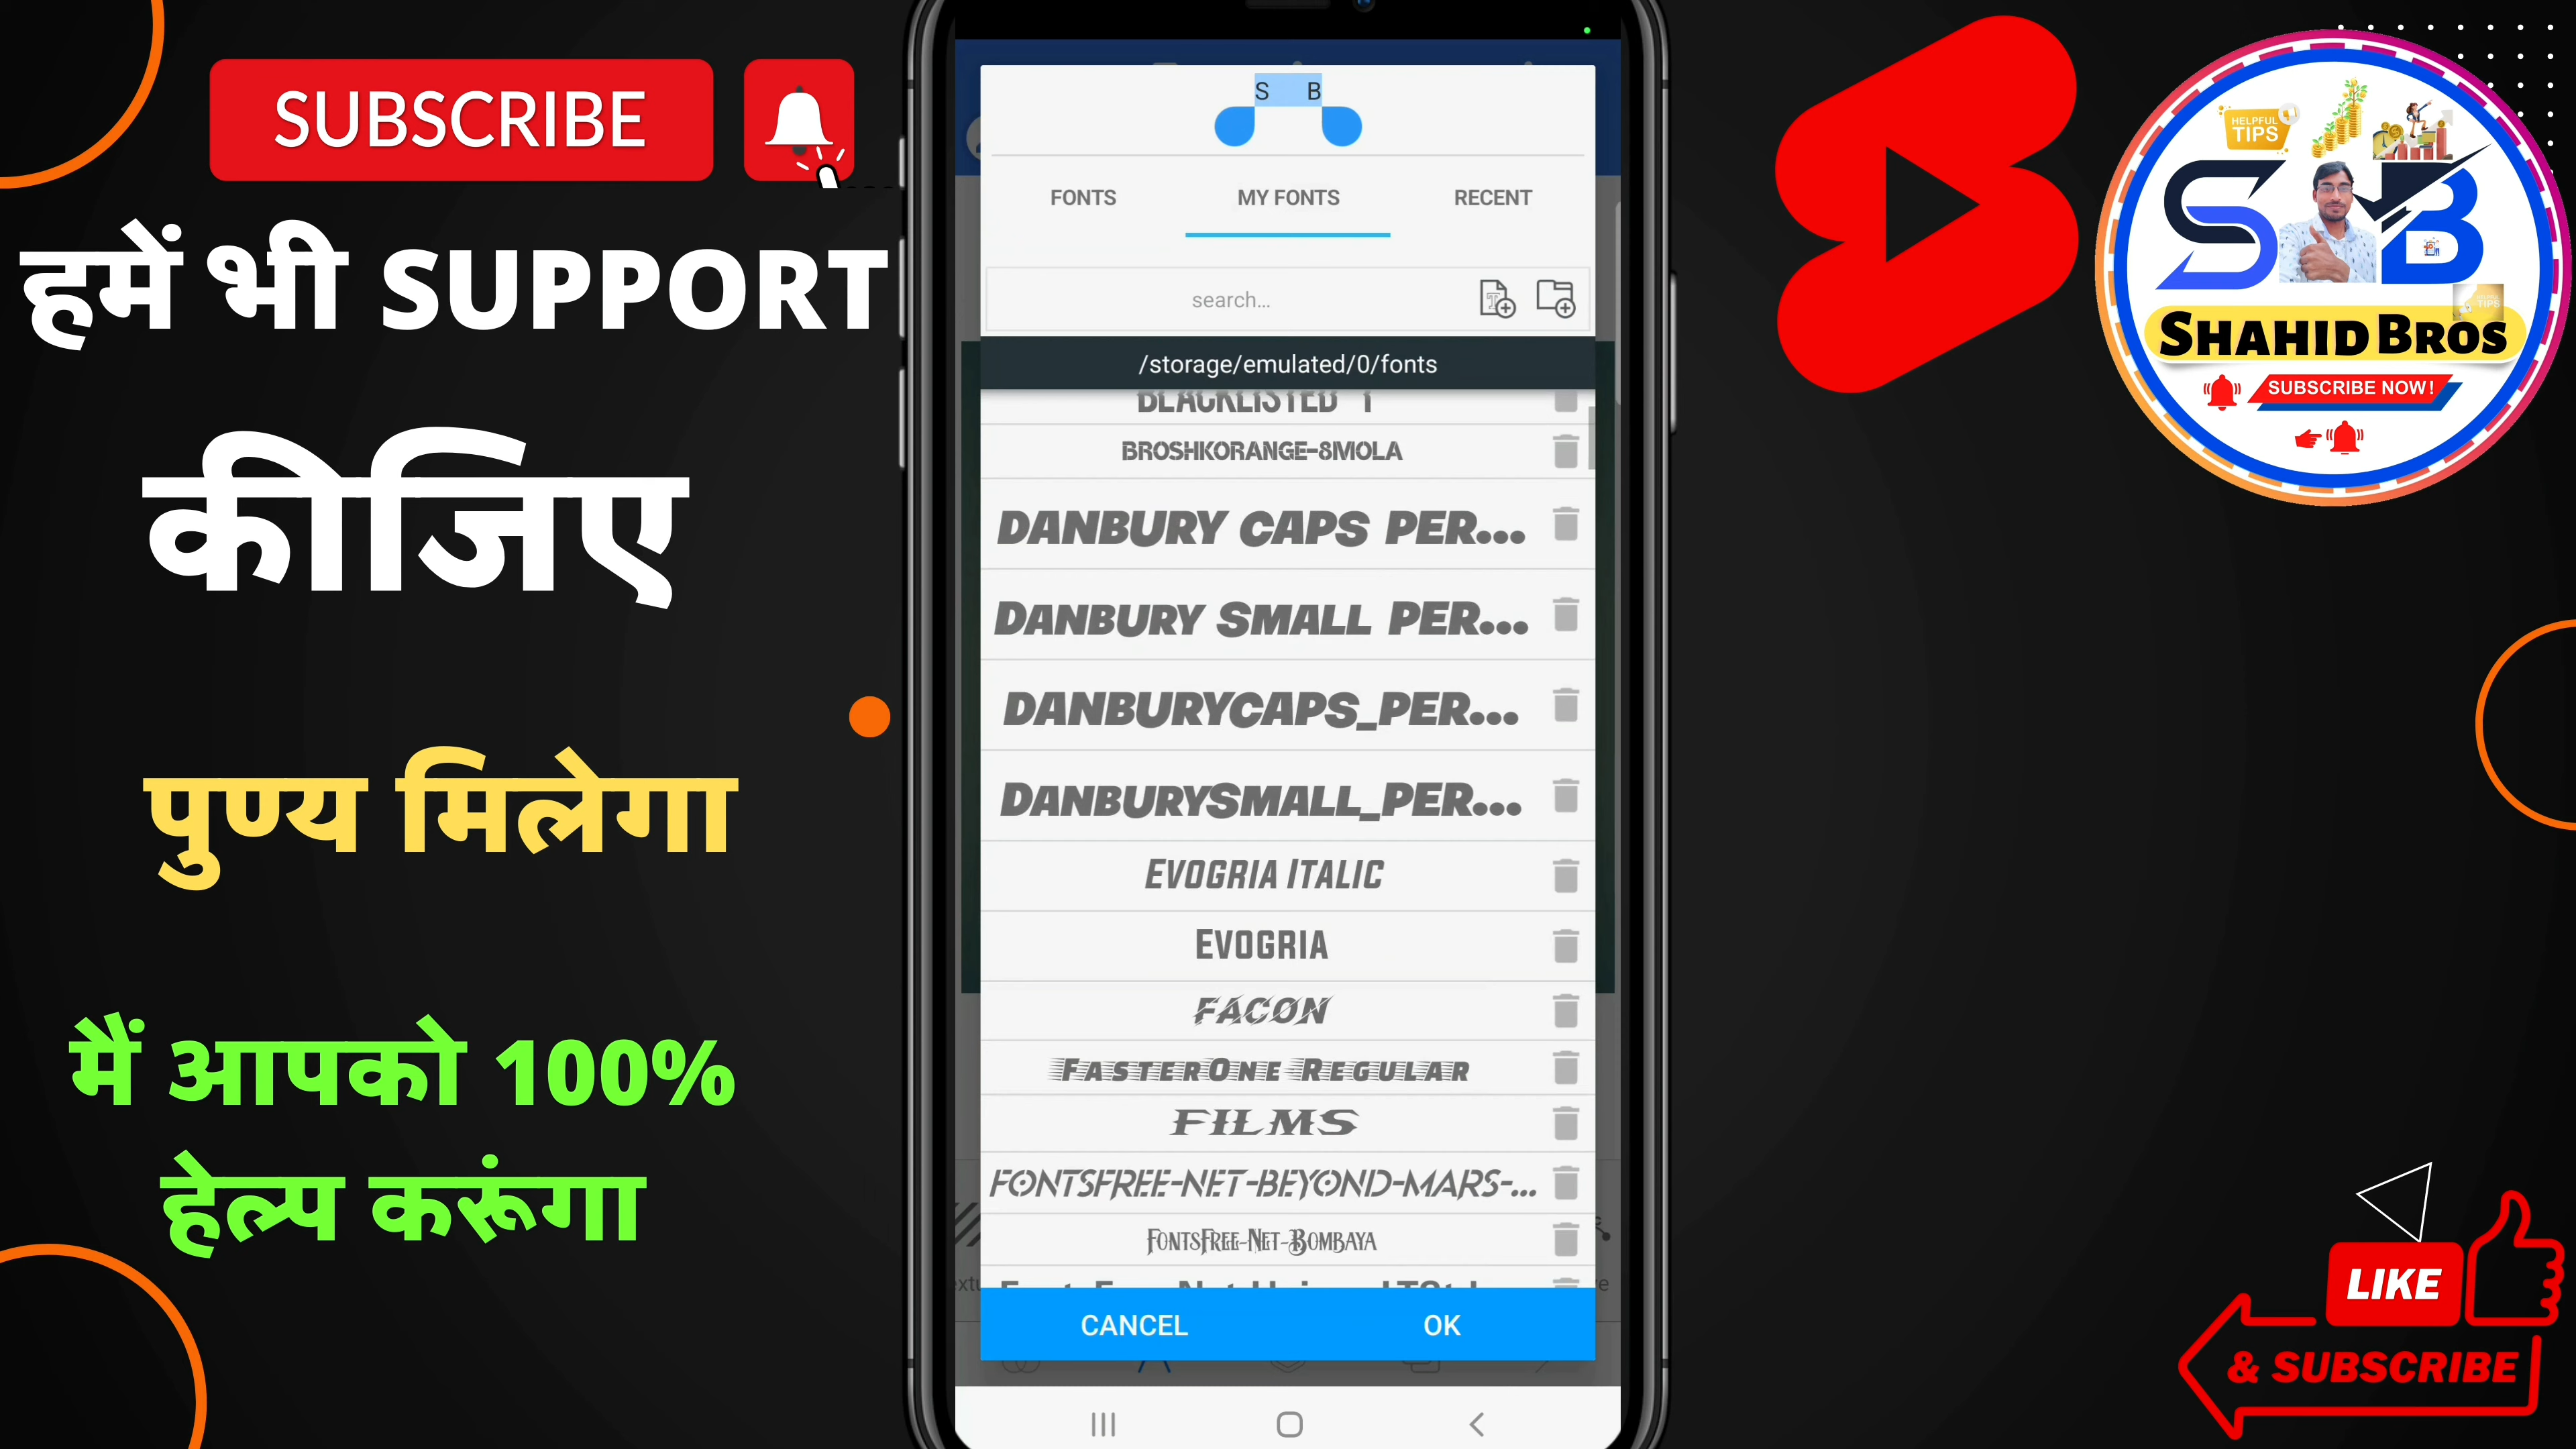 SUBSCRIBE
हमें भी SUPPORT
कीजिए
पुण्य मिलेगा
मैं आपको 100%
हेल्प करूंगा
S B
FONTS MY FONTS RECENT
search...
/storage/emulated/0/fonts
BLACKLISTED
BROSHKORANGE-8MOLA
DANBURY CAPS PER...
DANBURY SMALL PER...
DANBURYCAPS_PER...
DANBURYSMALL_PER...
EVOGRIA ITALIC
EVOGRIA
FACON
FASTERONE REGULAR
FILMS
FONTSFREE-NET-BEYOND-MARS-...
FONTSFREE-NET-BOMBAYA
CANCEL OK
HELPFUL
TIPS
SB
SHAHID BROS
SUBSCRIBE NOW!
LIKE
& SUBSCRIBE